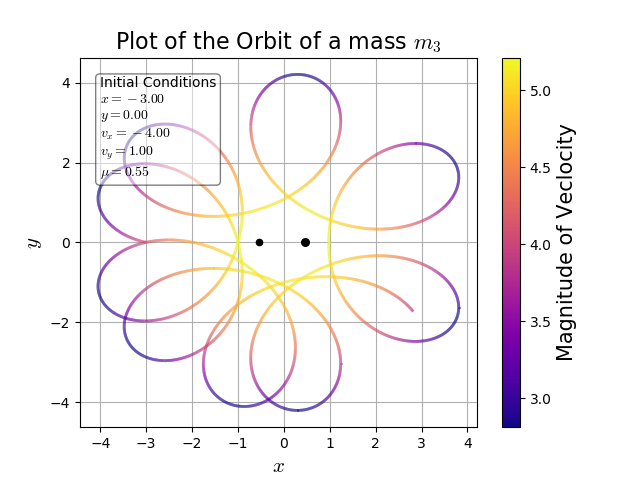 Plot of the Orbit of a mass m₃
Initial Conditions
x = −3.00
y = 0.00
vₓ = −4.00
v_y = 1.00
μ = 0.55
y
4
2
0
−2
−4
−4 −3 −2 −1 0 1 2 3 4
x
5.0
4.5
4.0
3.5
3.0
Magnitude of Veclocity